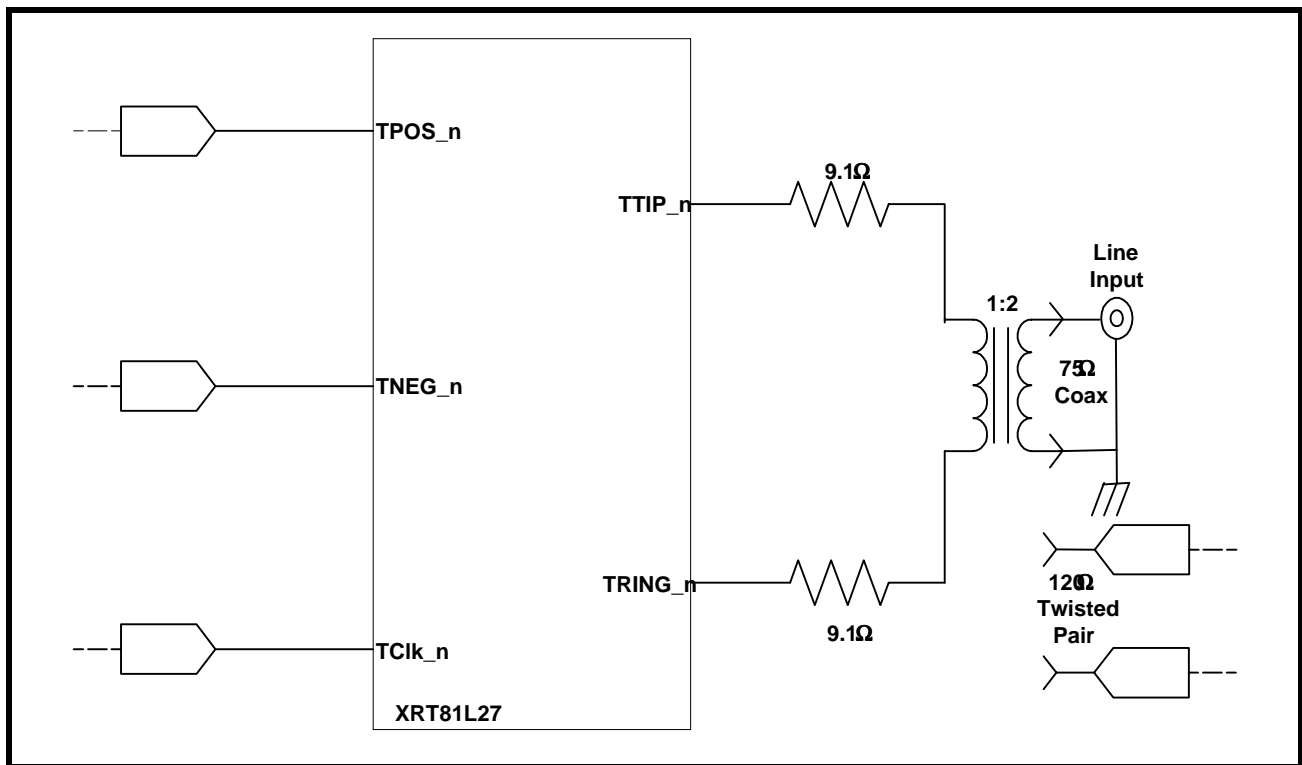 TPOS_n
TTIP_n
9.1Ω
Line
Input
1:2
TNEG_n
75Ω
Coax
TRING_n
9.1Ω
120Ω
Twisted
Pair
TClk_n
XRT81L27